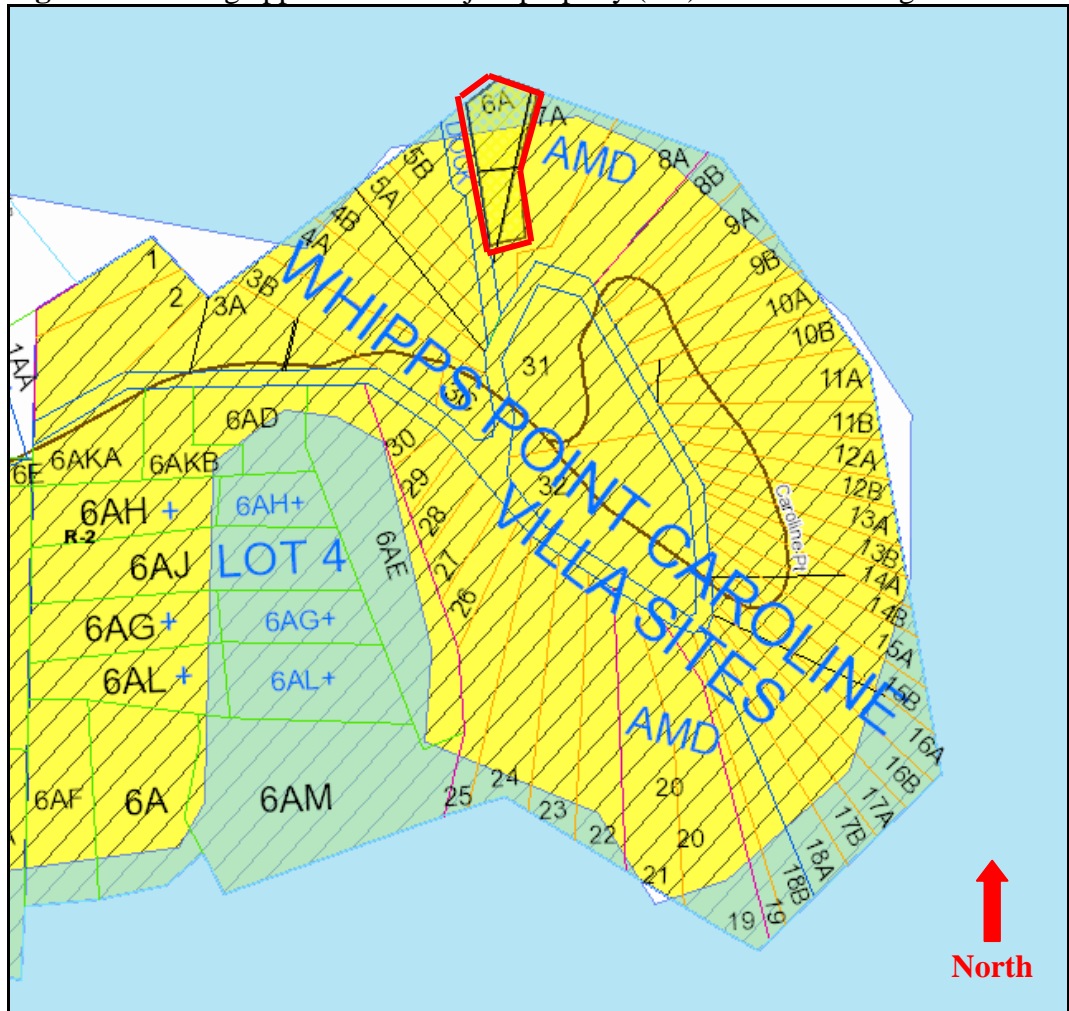 6A
7A
DOCK
AMD
5B
5A
8A
8B
4B
4A
9A
9B
WHIPPS POINT CAROLINE
VILLA SITES
1
2
3A
3B
10A
10B
1AA
31
11A
11B
6AD
30
12A
6E
6AKA
6AKB
29
32
12B
Caroline Pt
6AH +
6AH+
28
13A
R-2
13B
6AJ
LOT 4
6AE
27
14A
26
14B
6AG+
6AG+
15A
6AL +
6AL+
15B
AMD
16A
16B
6AF
6A
6AM
25
24
23
22
20
20
21
17A
17B
18A
18B
19
19
North